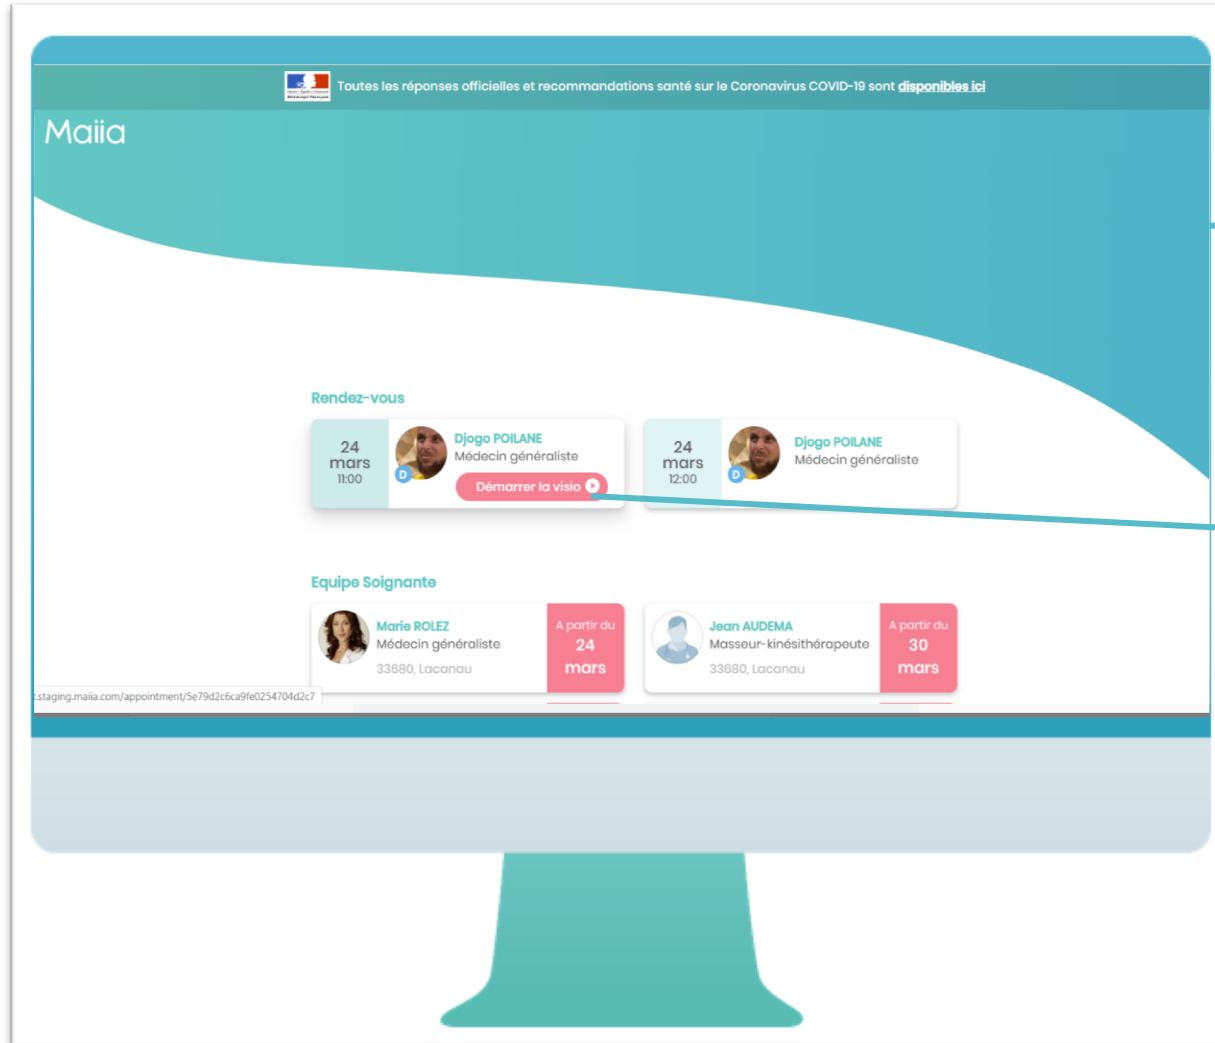 Toutes les réponses officielles et recommandations santé sur le Coronavirus COVID-19 sont disponibles ici
Maiia
Rendez-vous
24
mars
11:00
Djogo POILANE
Médecin généraliste
D
Démarrer la visio
24
mars
12:00
Djogo POILANE
Médecin généraliste
D
Equipe Soignante
Marie ROLEZ
Médecin généraliste
33680, Lacanau
A partir du
24
mars
Jean AUDEMA
Masseur-kinésithérapeute
33680, Lacanau
A partir du
30
mars
.staging.maiia.com/appointment/5e79d2c6ca9fe0254704d2c7